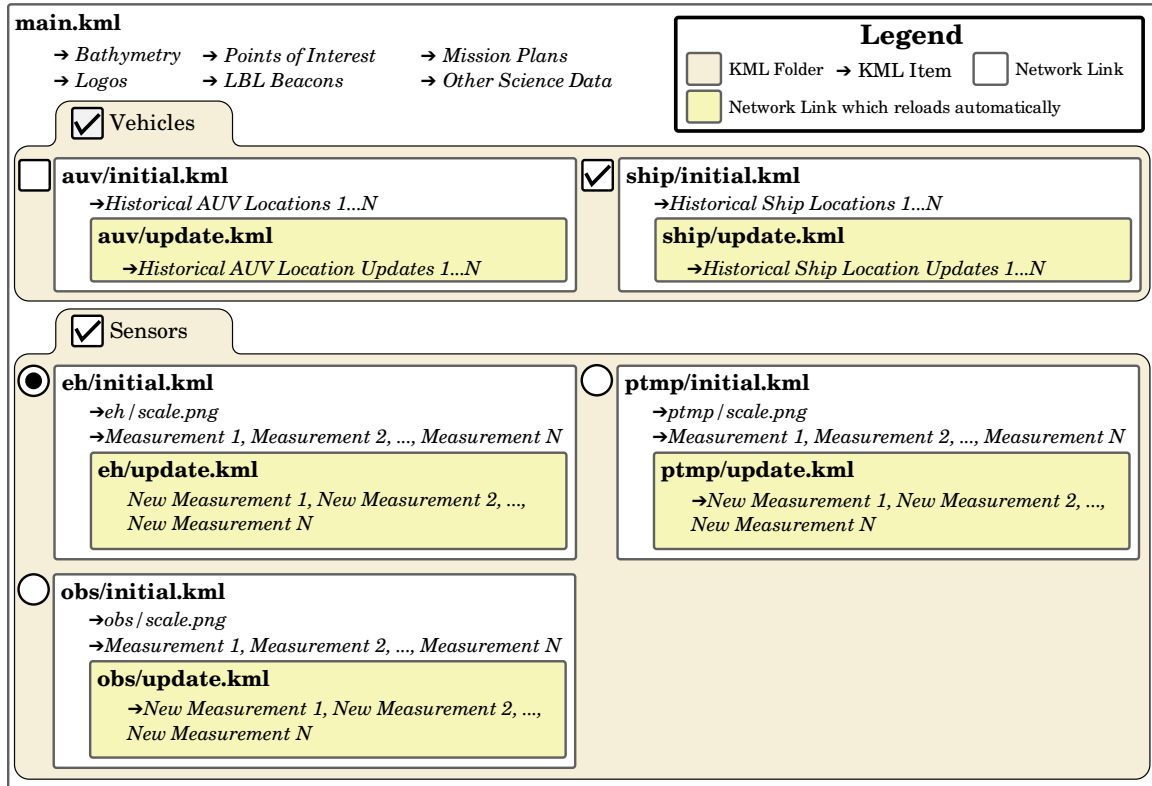 main.kml
→ Bathymetry → Points of Interest → Mission Plans
→ Logos → LBL Beacons → Other Science Data
Legend
KML Folder → KML Item Network Link
Network Link which reloads automatically
Vehicles
auv/initial.kml
→Historical AUV Locations 1...N
auv/update.kml
→Historical AUV Location Updates 1...N
ship/initial.kml
→Historical Ship Locations 1...N
ship/update.kml
→Historical Ship Location Updates 1...N
Sensors
eh/initial.kml
→eh/scale.png
→Measurement 1, Measurement 2, ..., Measurement N
eh/update.kml
New Measurement 1, New Measurement 2, ...,
New Measurement N
ptmp/initial.kml
→ptmp/scale.png
→Measurement 1, Measurement 2, ..., Measurement N
ptmp/update.kml
→New Measurement 1, New Measurement 2, ...,
New Measurement N
obs/initial.kml
→obs/scale.png
→Measurement 1, Measurement 2, ..., Measurement N
obs/update.kml
→New Measurement 1, New Measurement 2, ...,
New Measurement N